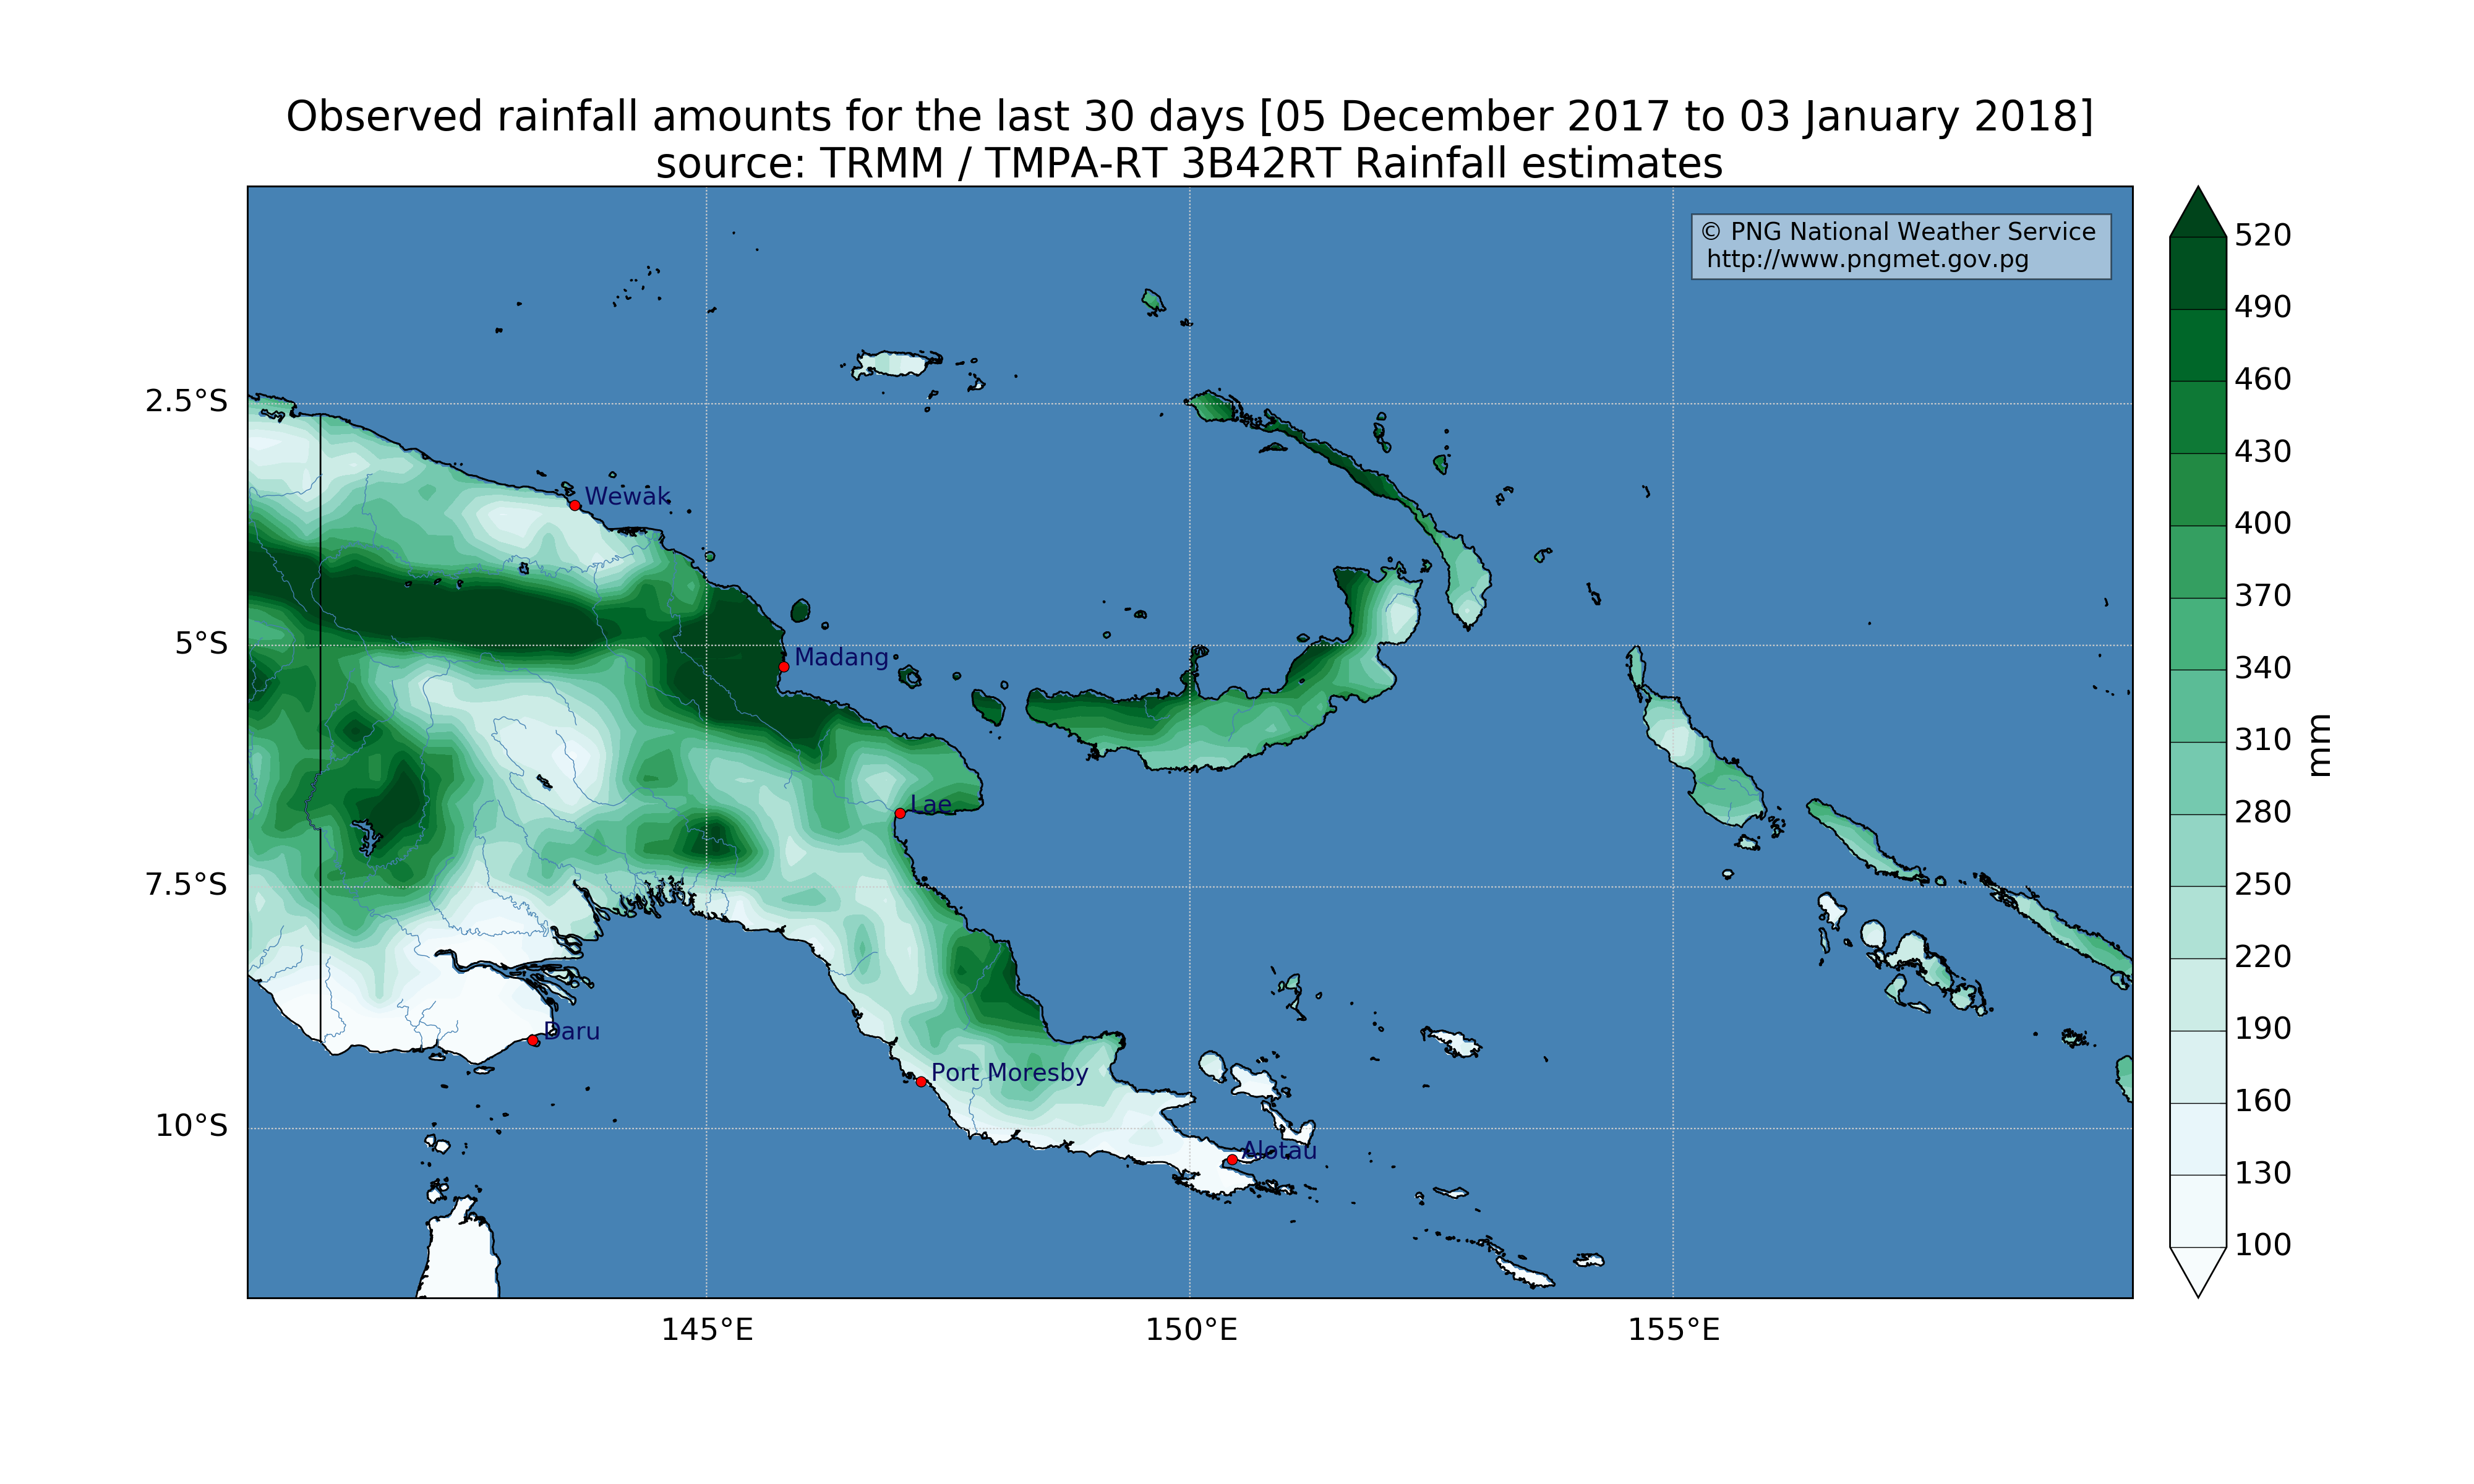 Observed rainfall amounts for the last 30 days [05 December 2017 to 03 January 2018]
source: TRMM / TMPA-RT 3B42RT Rainfall estimates
© PNG National Weather Service
http://www.pngmet.gov.pg
2.5°S
5°S
7.5°S
10°S
Wewak
Madang
Lae
Daru
Port Moresby
Alotau
145°E
150°E
155°E
520
490
460
430
400
370
340
310
280
250
220
190
160
130
100
mm